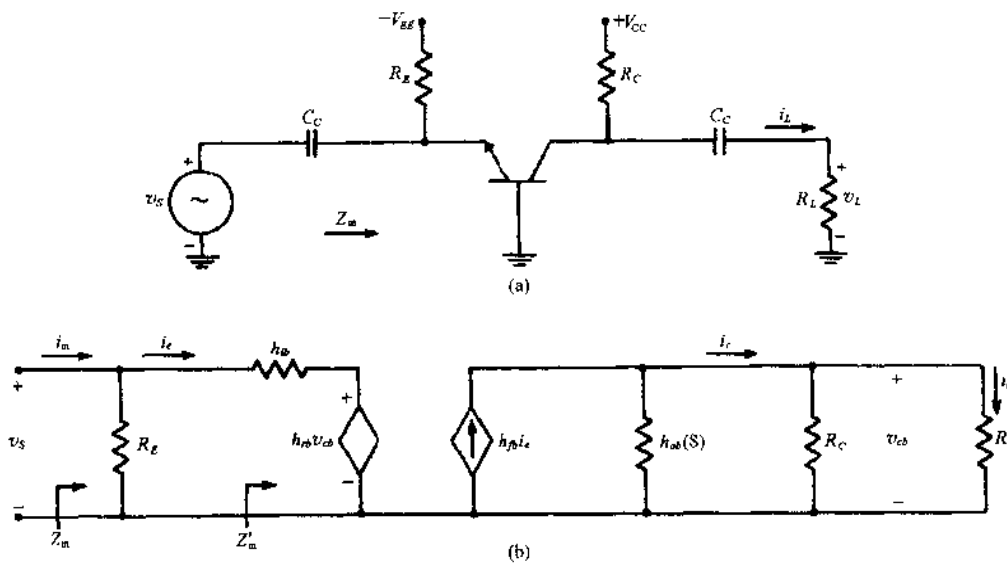 −V_EE
+V_CC
R_E
R_C
C_C
C_C
i_L
+
+
v_S
~
Z_in
R_L
v_L
−
−
(a)
i_in
i_e
h_ib
i_c
+
+
+
i
v_S
R_E
h_rb v_cb
h_fb i_e
h_ob(S)
R_C
v_cb
R
−
−
−
Z_in
Z'_in
(b)